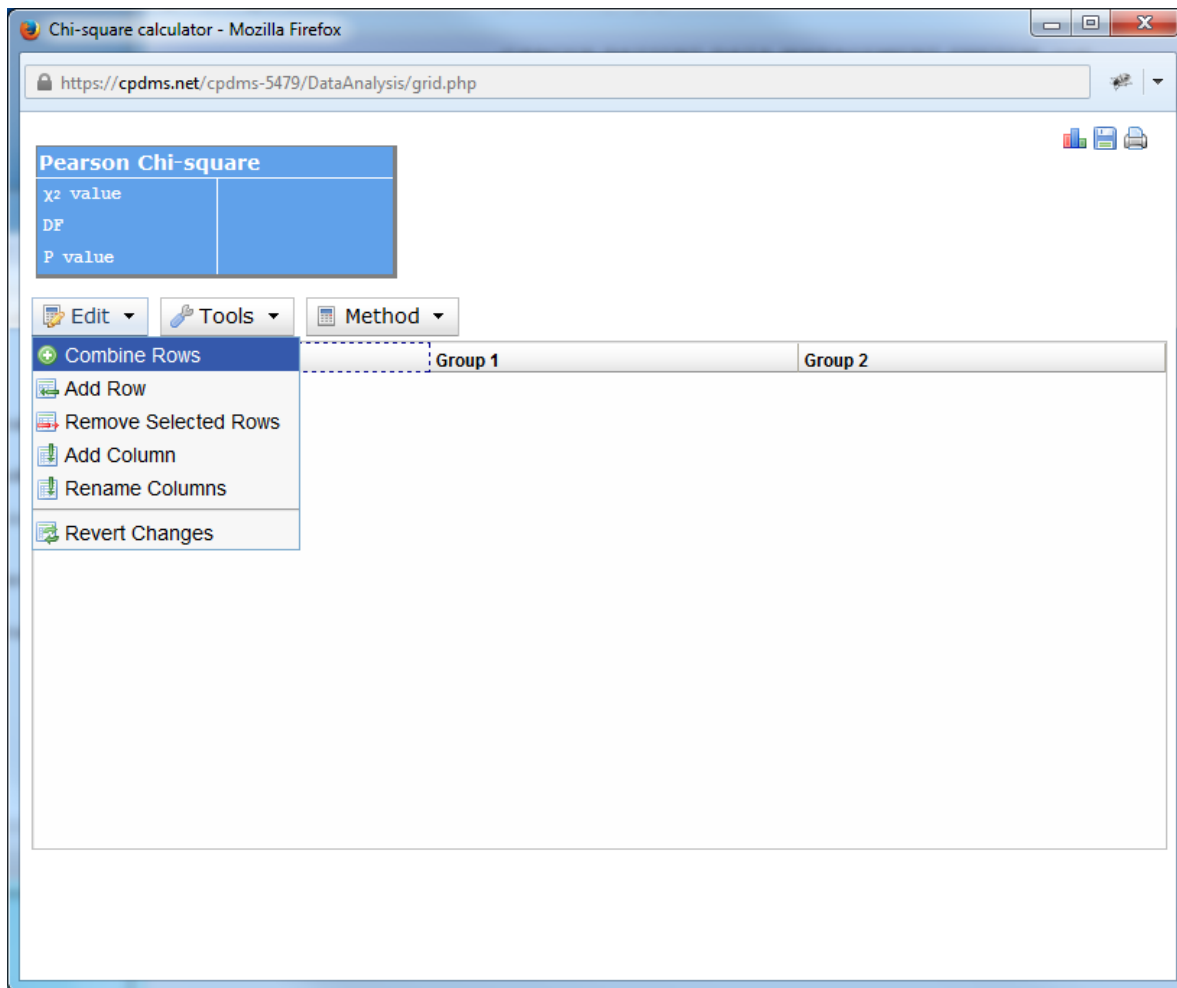 Chi-square calculator - Mozilla Firefox
https://cpdms.net/cpdms-5479/DataAnalysis/grid.php
Pearson Chi-square
χ2 value
DF
P value
Edit Tools Method
Combine Rows
Group 1 Group 2
Add Row
Remove Selected Rows
Add Column
Rename Columns
Revert Changes